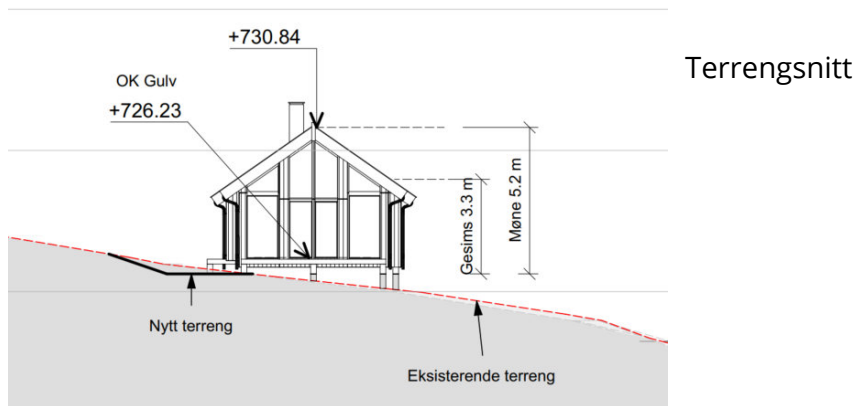 +730.84
Terrengsnitt
OK Gulv
+726.23
Gesims 3.3 m
Møne 5.2 m
Nytt terreng
Eksisterende terreng